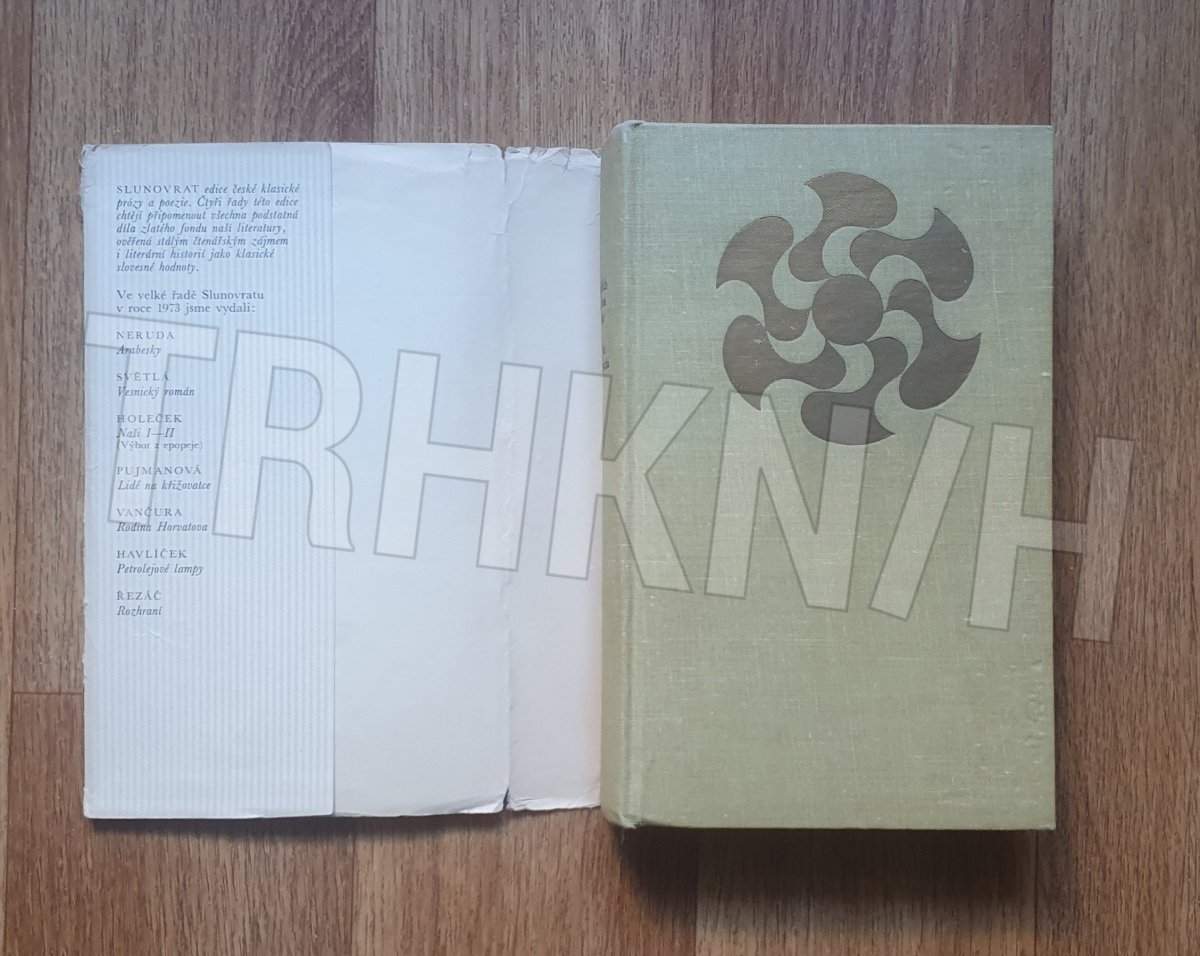 SLUNOVRAT edice české klasické
prózy a poezie. Čtyři řady této edice
chtějí připomenout všechna podstatná
díla zlatého fondu naší literatury,
ověřená stálým čtenářským zájmem
i literární historií jako klasické
slovesné hodnoty.
Ve velké řadě Slunovratu
v roce 1973 jsme vydali:
NERUDA
Arabesky
SVĚTLÁ
Vesnický román
HOLEČEK
Naši I—II
(Výbor z epopeje)
PUJMANOVÁ
Lidé na křižovatce
VANČURA
Rodina Horvatova
HAVLÍČEK
Petrolejové lampy
ŘEZÁČ
Rozhraní
TRHKNIH